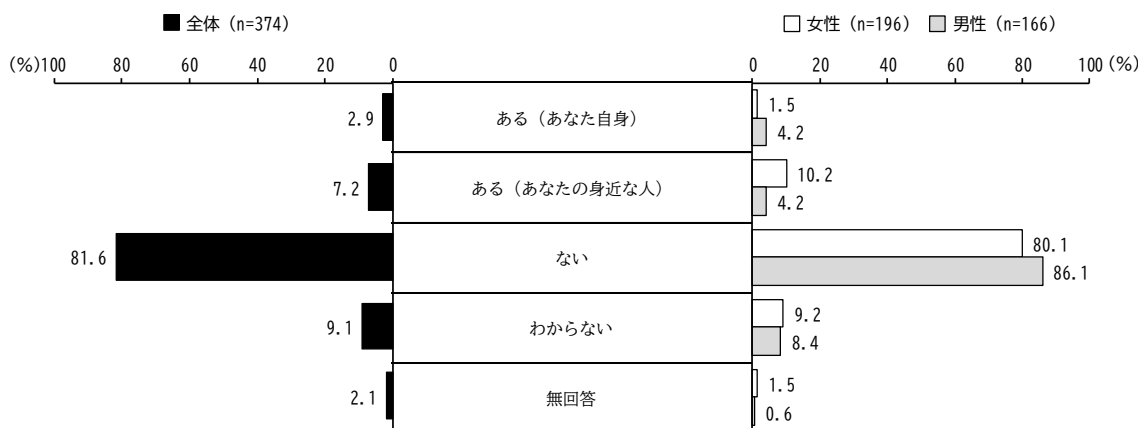 全体（n=374）
女性（n=196） 男性（n=166）
(%)100 80 60 40 20 0
0 20 40 60 80 100 (%)
2.9 ある（あなた自身） 1.5
4.2
7.2 ある（あなたの身近な人） 10.2
4.2
81.6 ない 80.1
86.1
9.1 わからない 9.2
8.4
2.1 無回答 1.5
0.6